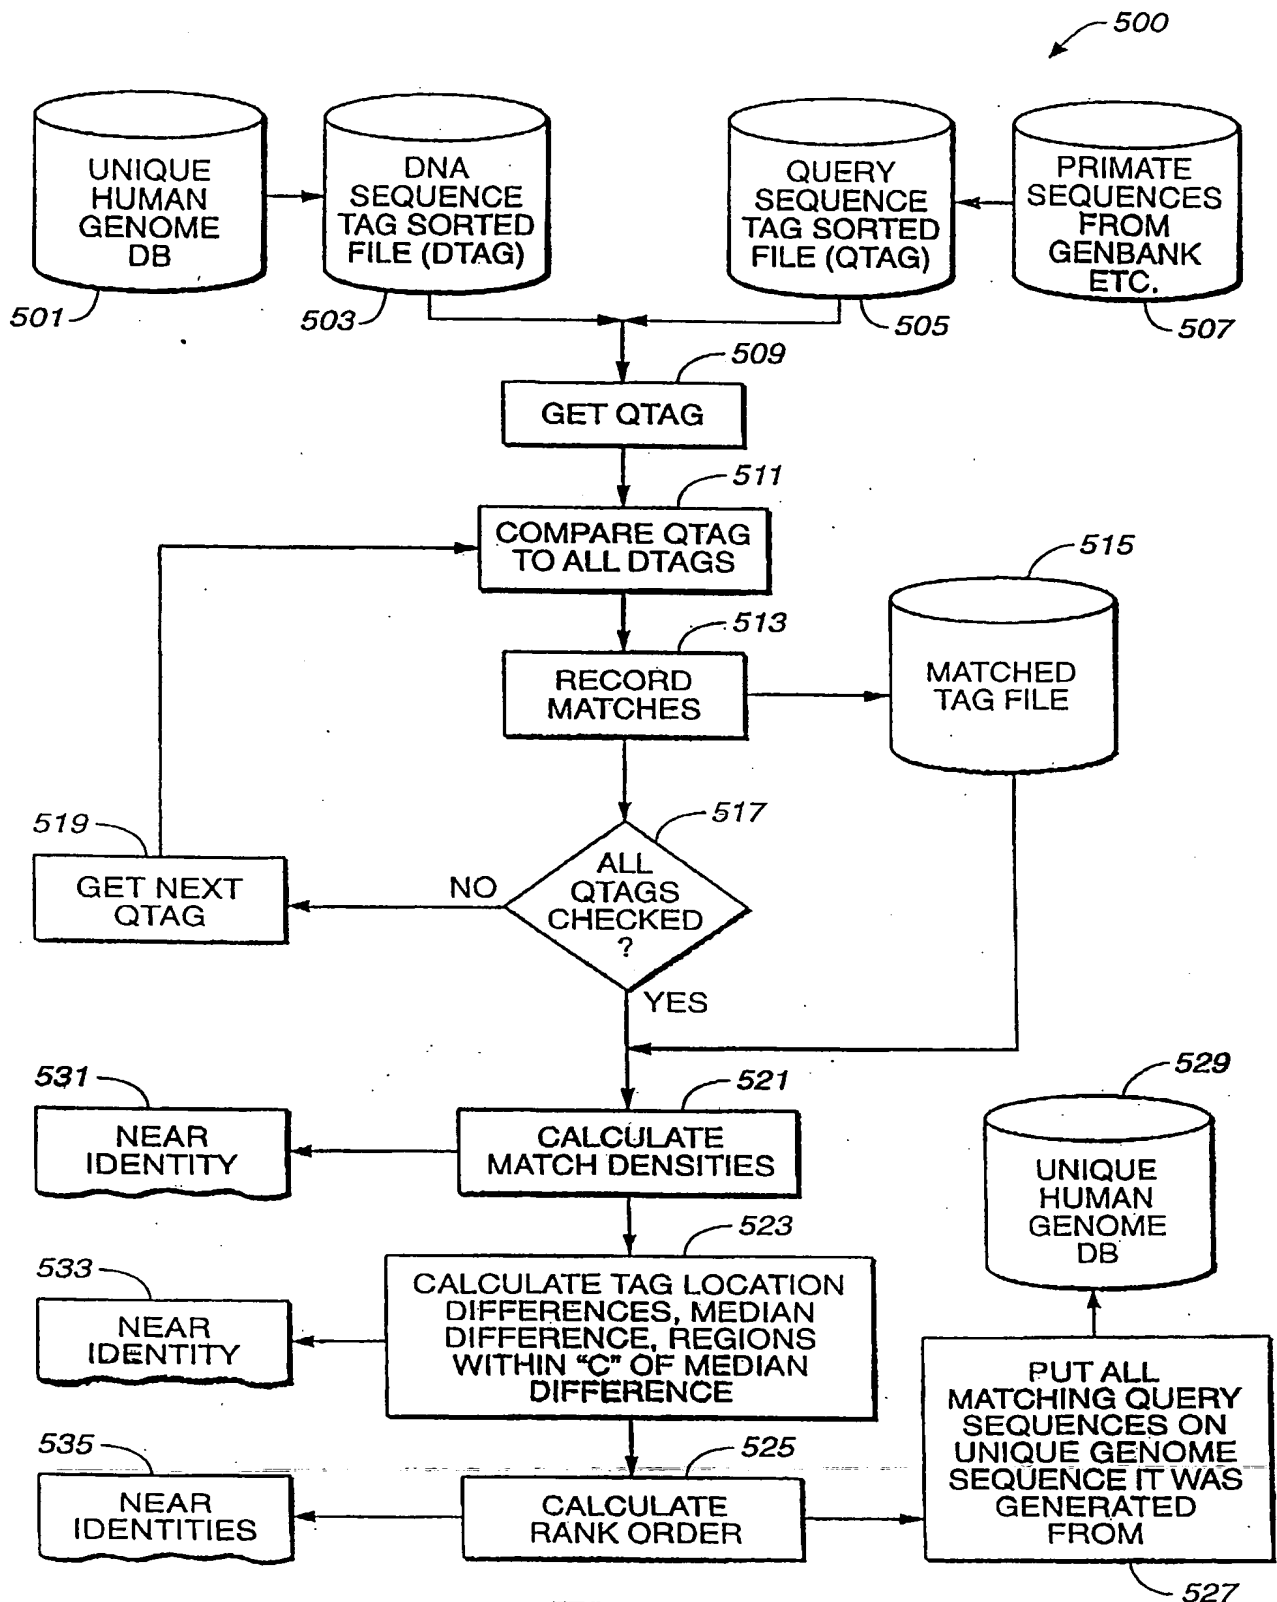 500
UNIQUE
HUMAN
GENOME
DB
501
DNA
SEQUENCE
TAG SORTED
FILE (DTAG)
503
QUERY
SEQUENCE
TAG SORTED
FILE (QTAG)
505
PRIMATE
SEQUENCES
FROM
GENBANK
ETC.
507
509
GET QTAG
511
COMPARE QTAG
TO ALL DTAGS
513
RECORD
MATCHES
515
MATCHED
TAG FILE
517
ALL
QTAGS
CHECKED
?
NO
YES
519
GET NEXT
QTAG
521
CALCULATE
MATCH DENSITIES
531
NEAR
IDENTITY
523
CALCULATE TAG LOCATION
DIFFERENCES, MEDIAN
DIFFERENCE, REGIONS
WITHIN "C" OF MEDIAN
DIFFERENCE
533
NEAR
IDENTITY
525
CALCULATE
RANK ORDER
535
NEAR
IDENTITIES
529
UNIQUE
HUMAN
GENOME
DB
PUT ALL
MATCHING QUERY
SEQUENCES ON
UNIQUE GENOME
SEQUENCE IT WAS
GENERATED
FROM
527